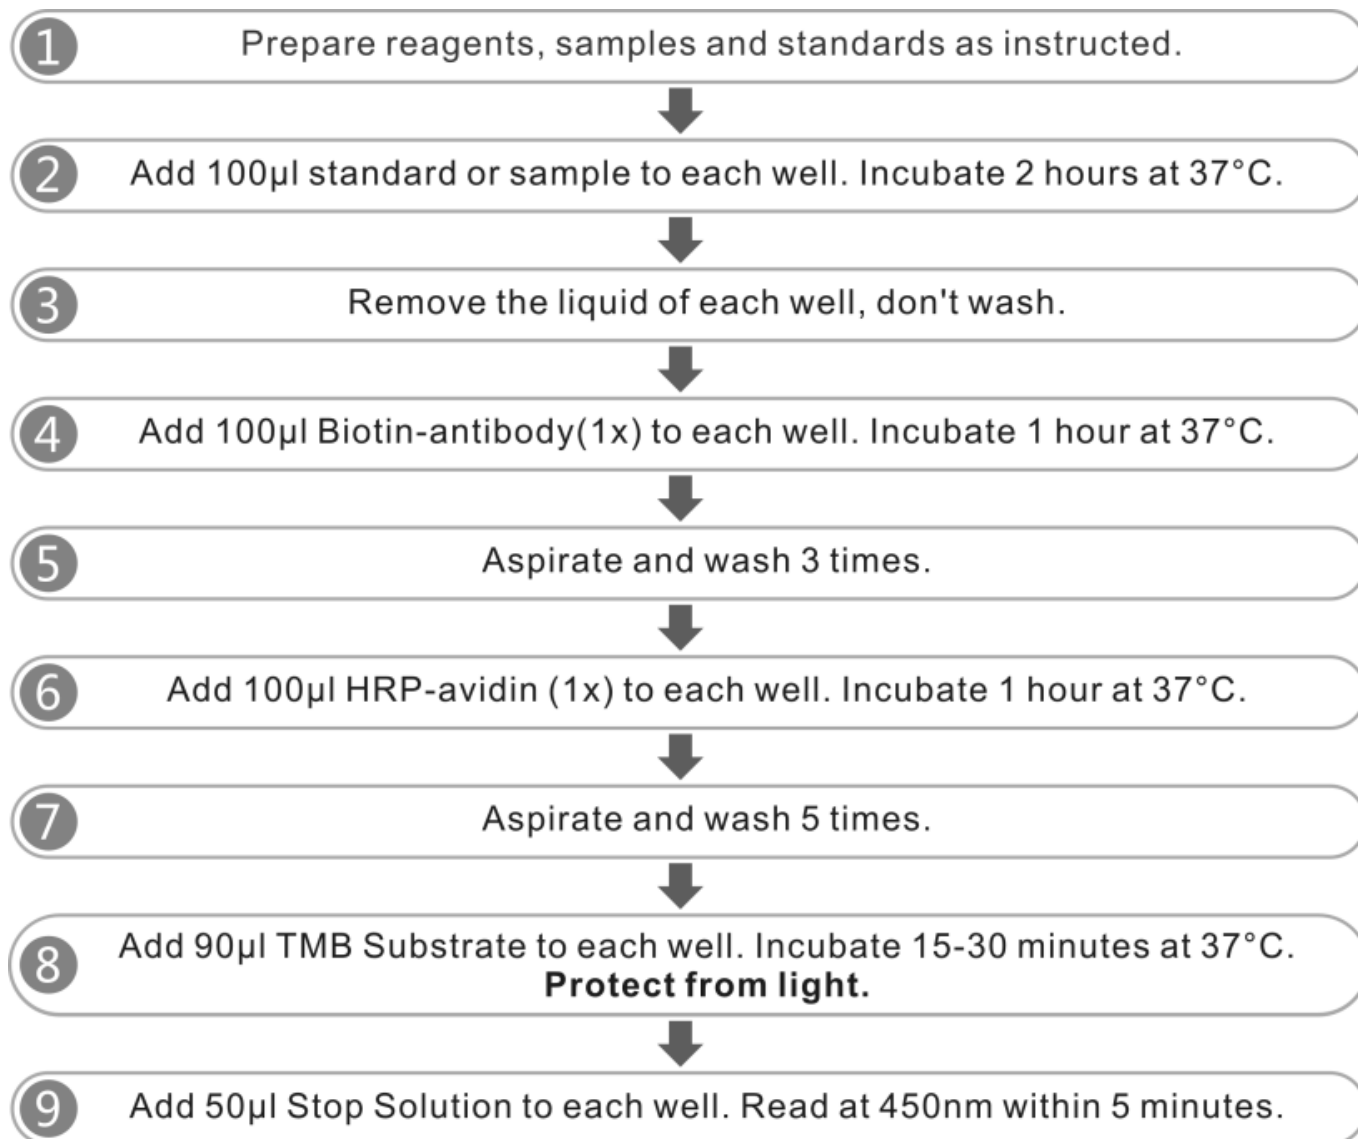 1 Prepare reagents, samples and standards as instructed.
2 Add 100µl standard or sample to each well. Incubate 2 hours at 37°C.
3 Remove the liquid of each well, don't wash.
4 Add 100µl Biotin-antibody(1x) to each well. Incubate 1 hour at 37°C.
5 Aspirate and wash 3 times.
6 Add 100µl HRP-avidin (1x) to each well. Incubate 1 hour at 37°C.
7 Aspirate and wash 5 times.
8 Add 90µl TMB Substrate to each well. Incubate 15-30 minutes at 37°C.
Protect from light.
9 Add 50µl Stop Solution to each well. Read at 450nm within 5 minutes.